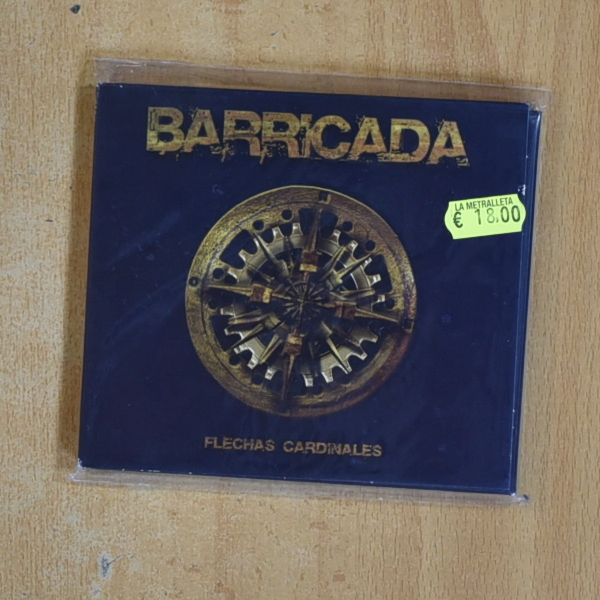 BARRICADA
LA METRALLETA
€ 18.00
FLECHAS CARDINALES